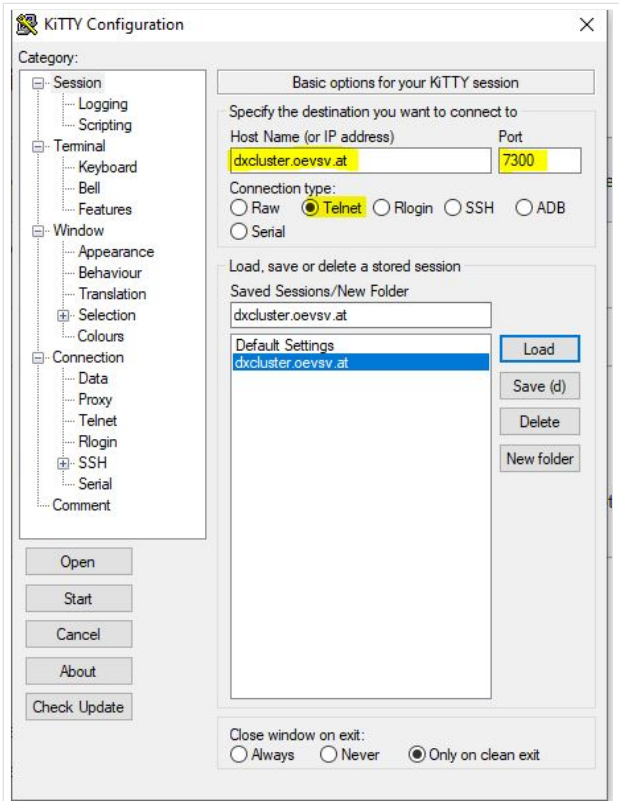 KiTTY Configuration
Category:
Session
Logging
Scripting
Terminal
Keyboard
Bell
Features
Window
Appearance
Behaviour
Translation
Selection
Colours
Connection
Data
Proxy
Telnet
Rlogin
SSH
Serial
Comment
Open
Start
Cancel
About
Check Update
Basic options for your KiTTY session
Specify the destination you want to connect to
Host Name (or IP address) Port
dxcluster.oevsv.at 7300
Connection type:
Raw Telnet Rlogin SSH ADB
Serial
Load, save or delete a stored session
Saved Sessions/New Folder
dxcluster.oevsv.at
Default Settings
dxcluster.oevsv.at
Load
Save (d)
Delete
New folder
Close window on exit:
Always Never Only on clean exit